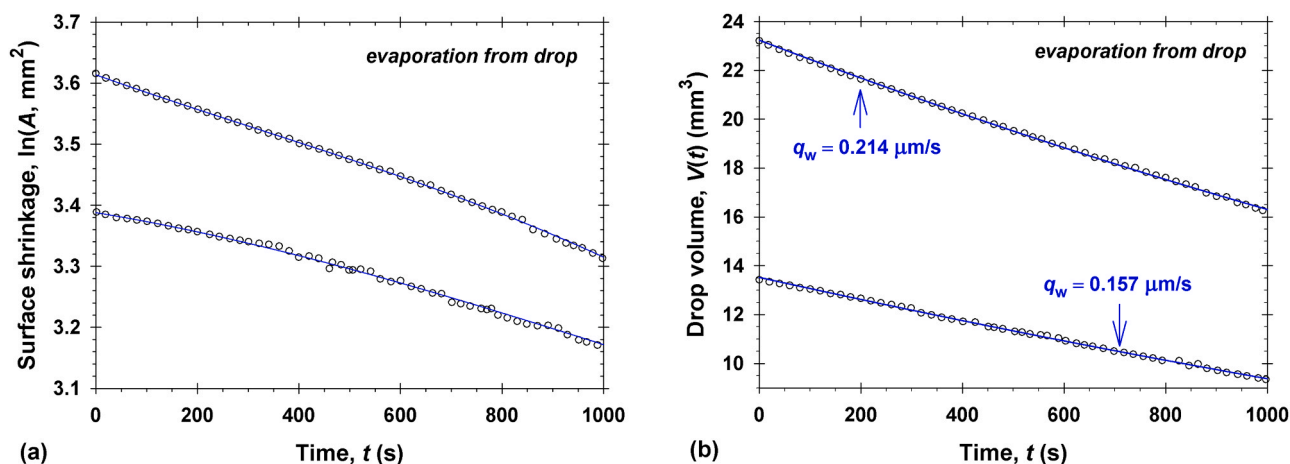 3.7
3.6
3.5
3.4
3.3
3.2
3.1
Surface shrinkage, ln(A, mm²)
evaporation from drop
0
200
400
600
800
1000
Time, t (s)
(a)
24
22
20
18
16
14
12
10
Drop volume, V(t) (mm³)
evaporation from drop
q_w = 0.214 μm/s
q_w = 0.157 μm/s
0
200
400
600
800
1000
Time, t (s)
(b)